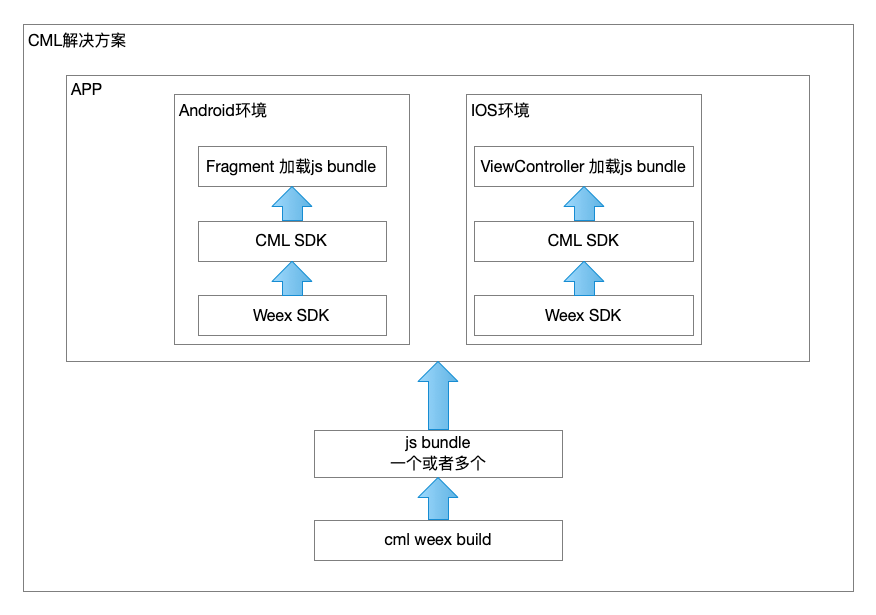 CML解决方案
APP
Android环境
Fragment 加载js bundle
CML SDK
Weex SDK
IOS环境
ViewController 加载js bundle
CML SDK
Weex SDK
js bundle
一个或者多个
cml weex build